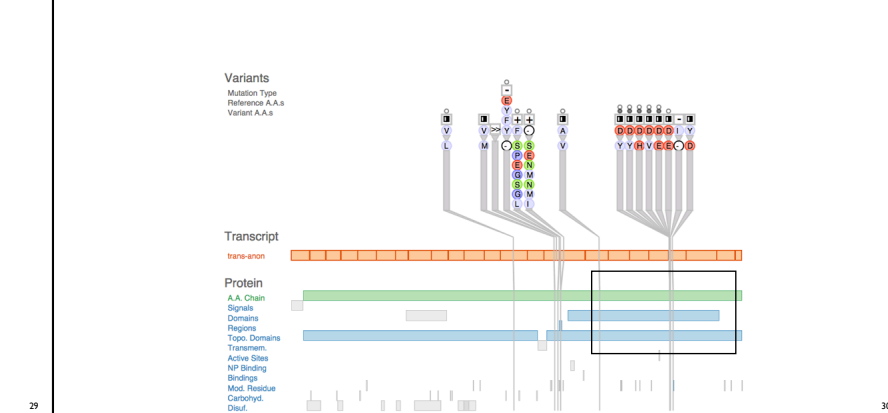 Variants
Mutation Type
Reference A.A.s
Variant A.A.s
- 
E
Y
V V >> F + + A D D D D D D I - Y
Y F -
L M - S S V Y Y H V E E - D
P E
E N
G M
S N
G M
L I
Transcript
trans-anon
Protein
A.A. Chain
Signals
Domains
Regions
Topo. Domains
Transmem.
Active Sites
NP Binding
Bindings
Mod. Residue
Carbohyd.
Disuf.
29
30